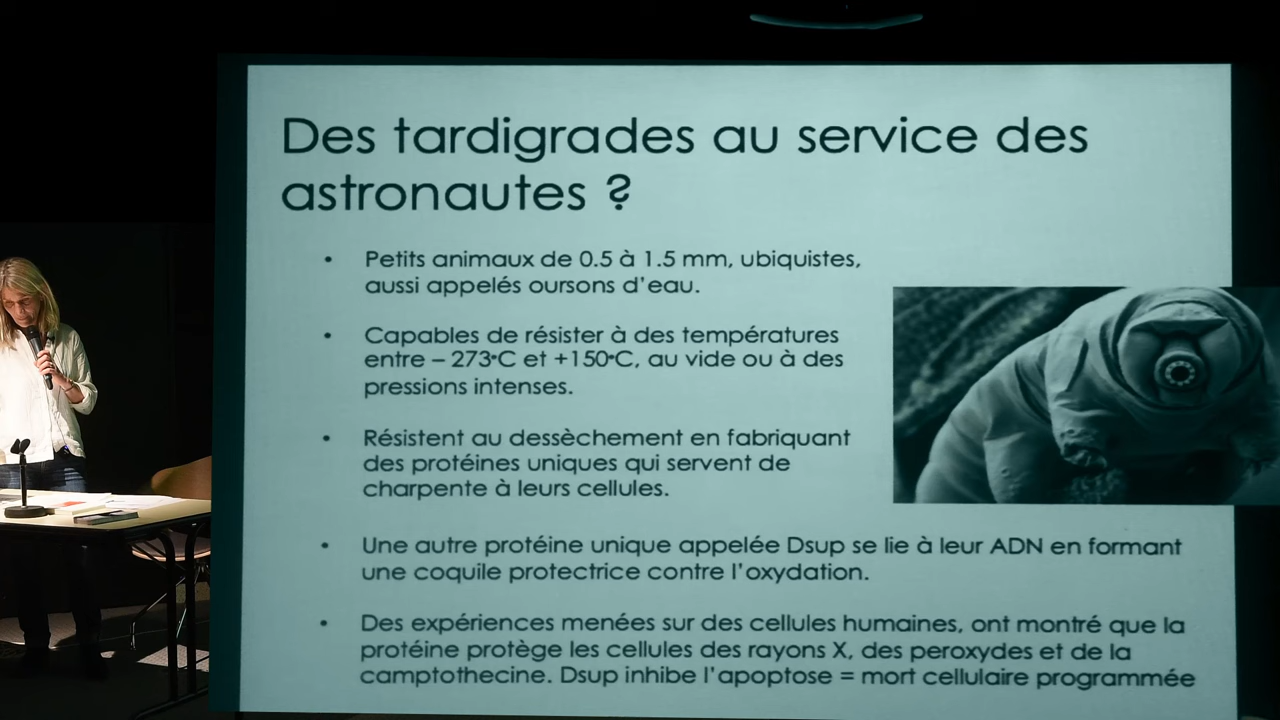 Des tardigrades au service des
astronautes ?
• Petits animaux de 0.5 à 1.5 mm, ubiquistes,
aussi appelés oursons d'eau.
• Capables de résister à des températures
entre – 273°C et +150°C, au vide ou à des
pressions intenses.
• Résistent au dessèchement en fabriquant
des protéines uniques qui servent de
charpente à leurs cellules.
• Une autre protéine unique appelée Dsup se lie à leur ADN en formant
une coquile protectrice contre l'oxydation.
• Des expériences menées sur des cellules humaines, ont montré que la
protéine protège les cellules des rayons X, des peroxydes et de la
camptothecine. Dsup inhibe l'apoptose = mort cellulaire programmée